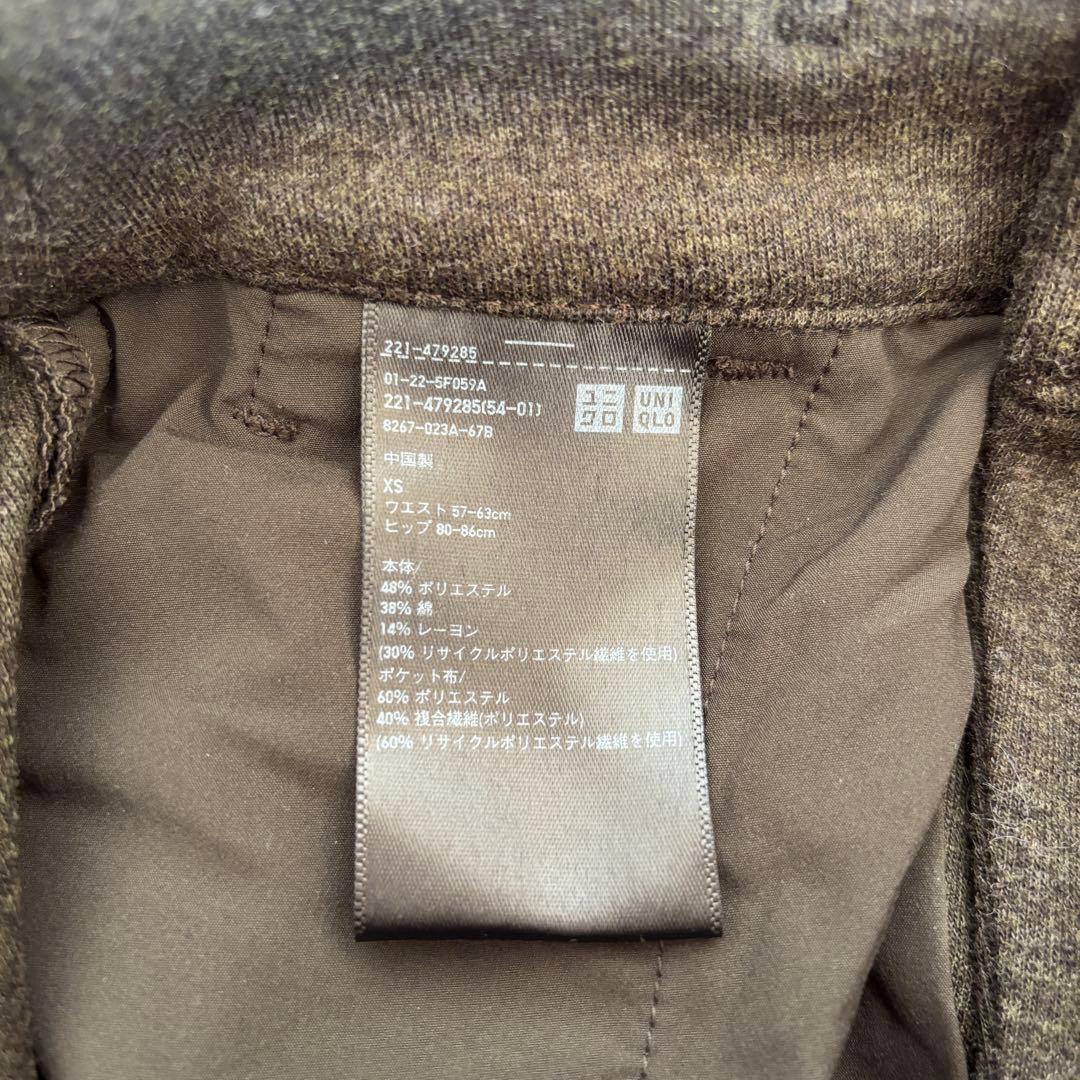 221-479285
01-22-5F059A
221-479285(54-01)
8267-023A-67B
ユニクロ
UNIQLO
中国製
XS
ウエスト 57-63cm
ヒップ 80-86cm
本体/
48% ポリエステル
38% 綿
14% レーヨン
(30% リサイクルポリエステル繊維を使用)
ポケット布/
60% ポリエステル
40% 複合繊維(ポリエステル)
(60% リサイクルポリエステル繊維を使用)